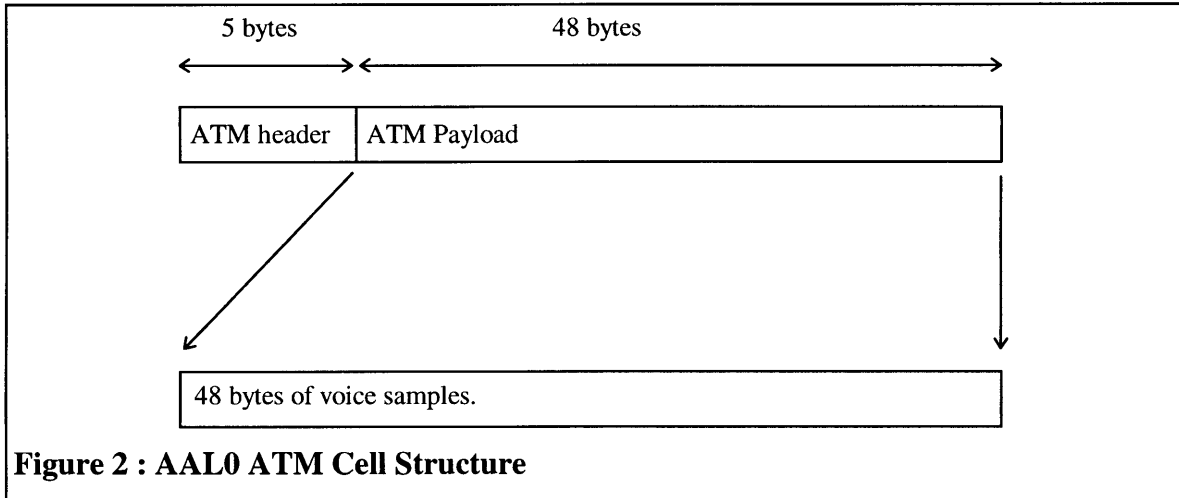 5 bytes 48 bytes
ATM header ATM Payload
48 bytes of voice samples.
Figure 2 : AAL0 ATM Cell Structure